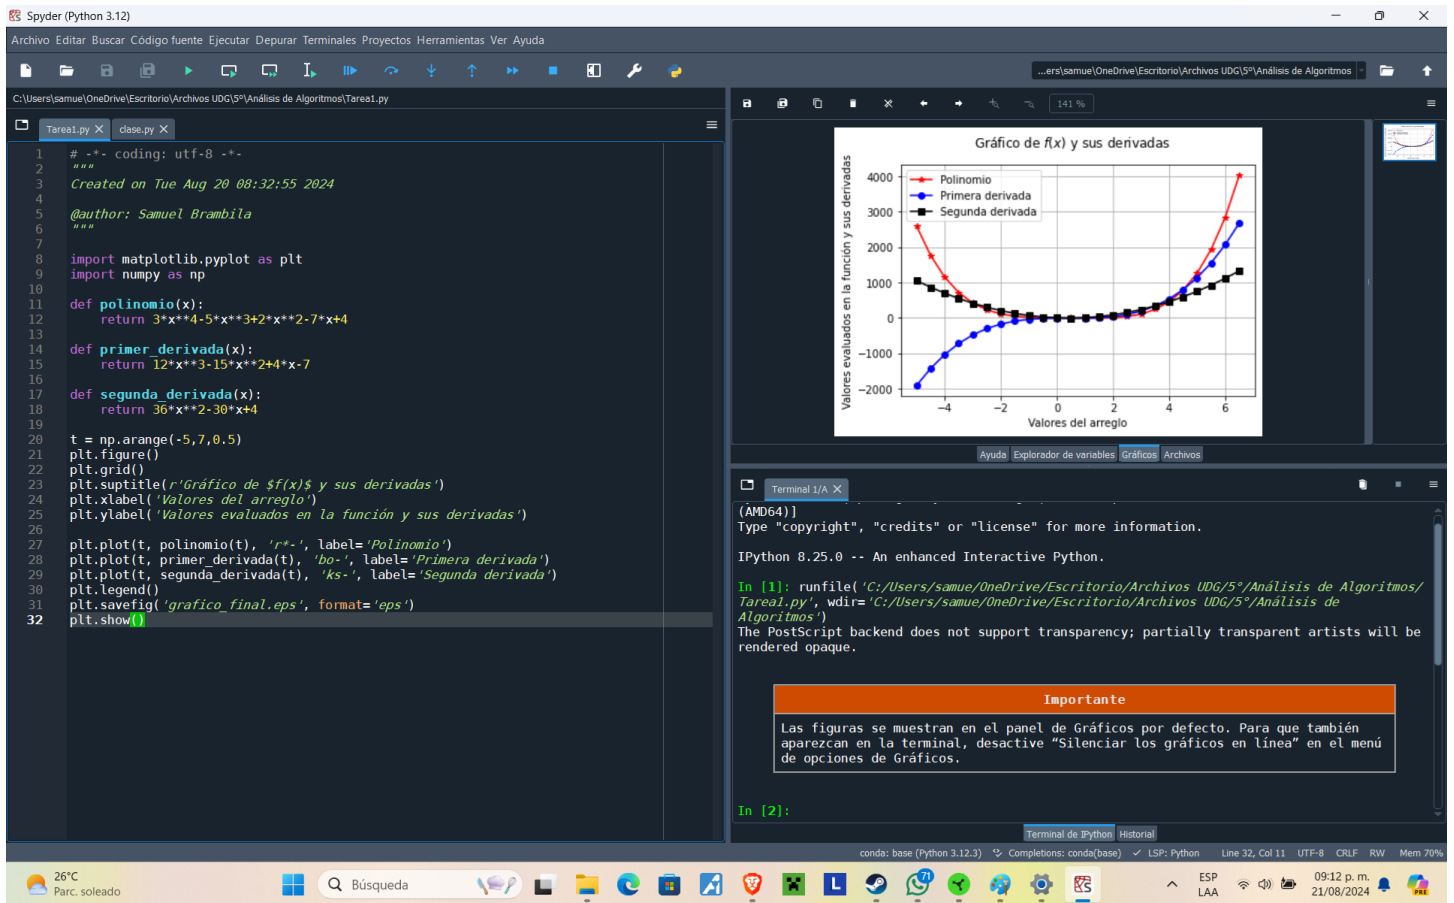 Spyder (Python 3.12)
Archivo Editar Buscar Código fuente Ejecutar Depurar Terminales Proyectos Herramientas Ver Ayuda
...ers\samue\OneDrive\Escritorio\Archivos UDG\5º\Análisis de Algoritmos
C:\Users\samue\OneDrive\Escritorio\Archivos UDG\5º\Análisis de Algoritmos\Tarea1.py
Tarea1.py
clase.py
1 # -*- coding: utf-8 -*-
2 """
3 Created on Tue Aug 20 08:32:55 2024
4
5 @author: Samuel Brambila
6 """
7
8 import matplotlib.pyplot as plt
9 import numpy as np
10
11 def polinomio(x):
12     return 3*x**4-5*x**3+2*x**2-7*x+4
13
14 def primer_derivada(x):
15     return 12*x**3-15*x**2+4*x-7
16
17 def segunda_derivada(x):
18     return 36*x**2-30*x+4
19
20 t = np.arange(-5,7,0.5)
21 plt.figure()
22 plt.grid()
23 plt.suptitle(r'Gráfico de $f(x)$ y sus derivadas')
24 plt.xlabel('Valores del arreglo')
25 plt.ylabel('Valores evaluados en la función y sus derivadas')
26
27 plt.plot(t, polinomio(t), 'r*-', label='Polinomio')
28 plt.plot(t, primer_derivada(t), 'bo-', label='Primera derivada')
29 plt.plot(t, segunda_derivada(t), 'ks-', label='Segunda derivada')
30 plt.legend()
31 plt.savefig('grafico_final.eps', format='eps')
32 plt.show()
141 %
Gráfico de f(x) y sus derivadas
Valores evaluados en la función y sus derivadas
4000
3000
2000
1000
0
−1000
−2000
Polinomio
Primera derivada
Segunda derivada
−4 −2 0 2 4 6
Valores del arreglo
Ayuda Explorador de variables Gráficos Archivos
Terminal 1/A
(AMD64)]
Type "copyright", "credits" or "license" for more information.
IPython 8.25.0 -- An enhanced Interactive Python.
In [1]: runfile('C:/Users/samue/OneDrive/Escritorio/Archivos UDG/5°/Análisis de Algoritmos/
Tarea1.py', wdir='C:/Users/samue/OneDrive/Escritorio/Archivos UDG/5°/Análisis de
Algoritmos')
The PostScript backend does not support transparency; partially transparent artists will be
rendered opaque.
Importante
Las figuras se muestran en el panel de Gráficos por defecto. Para que también
aparezcan en la terminal, desactive “Silenciar los gráficos en línea” en el menú
de opciones de Gráficos.
In [2]:
Terminal de IPython Historial
conda: base (Python 3.12.3) Completions: conda(base) LSP: Python Line 32, Col 11 UTF-8 CRLF RW Mem 70%
26°C
Parc. soleado
Búsqueda
L
71
ESP
LAA
09:12 p. m.
21/08/2024
PRE